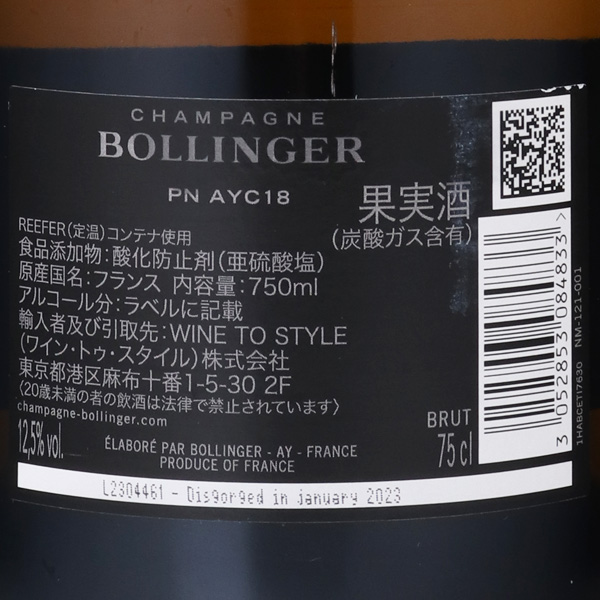 CHAMPAGNE
BOLLINGER
PN AYC18
果実酒
(炭酸ガス含有)
REEFER(定温)コンテナ使用
食品添加物:酸化防止剤(亜硫酸塩)
原産国名:フランス 内容量:750ml
アルコール分:ラベルに記載
輸入者及び引取先:WINE TO STYLE
(ワイン・トゥ・スタイル)株式会社
東京都港区麻布十番1-5-30 2F
〈20歳未満の者の飲酒は法律で禁止されています〉
champagne-bollinger.com
12,5% vol.
ÉLABORÉ PAR BOLLINGER - AY - FRANCE
PRODUCE OF FRANCE
BRUT
75 cl
3 052853 084833 >
NM-121-001
1HABCETI7630
L2304461 - Disgorged in january 2023